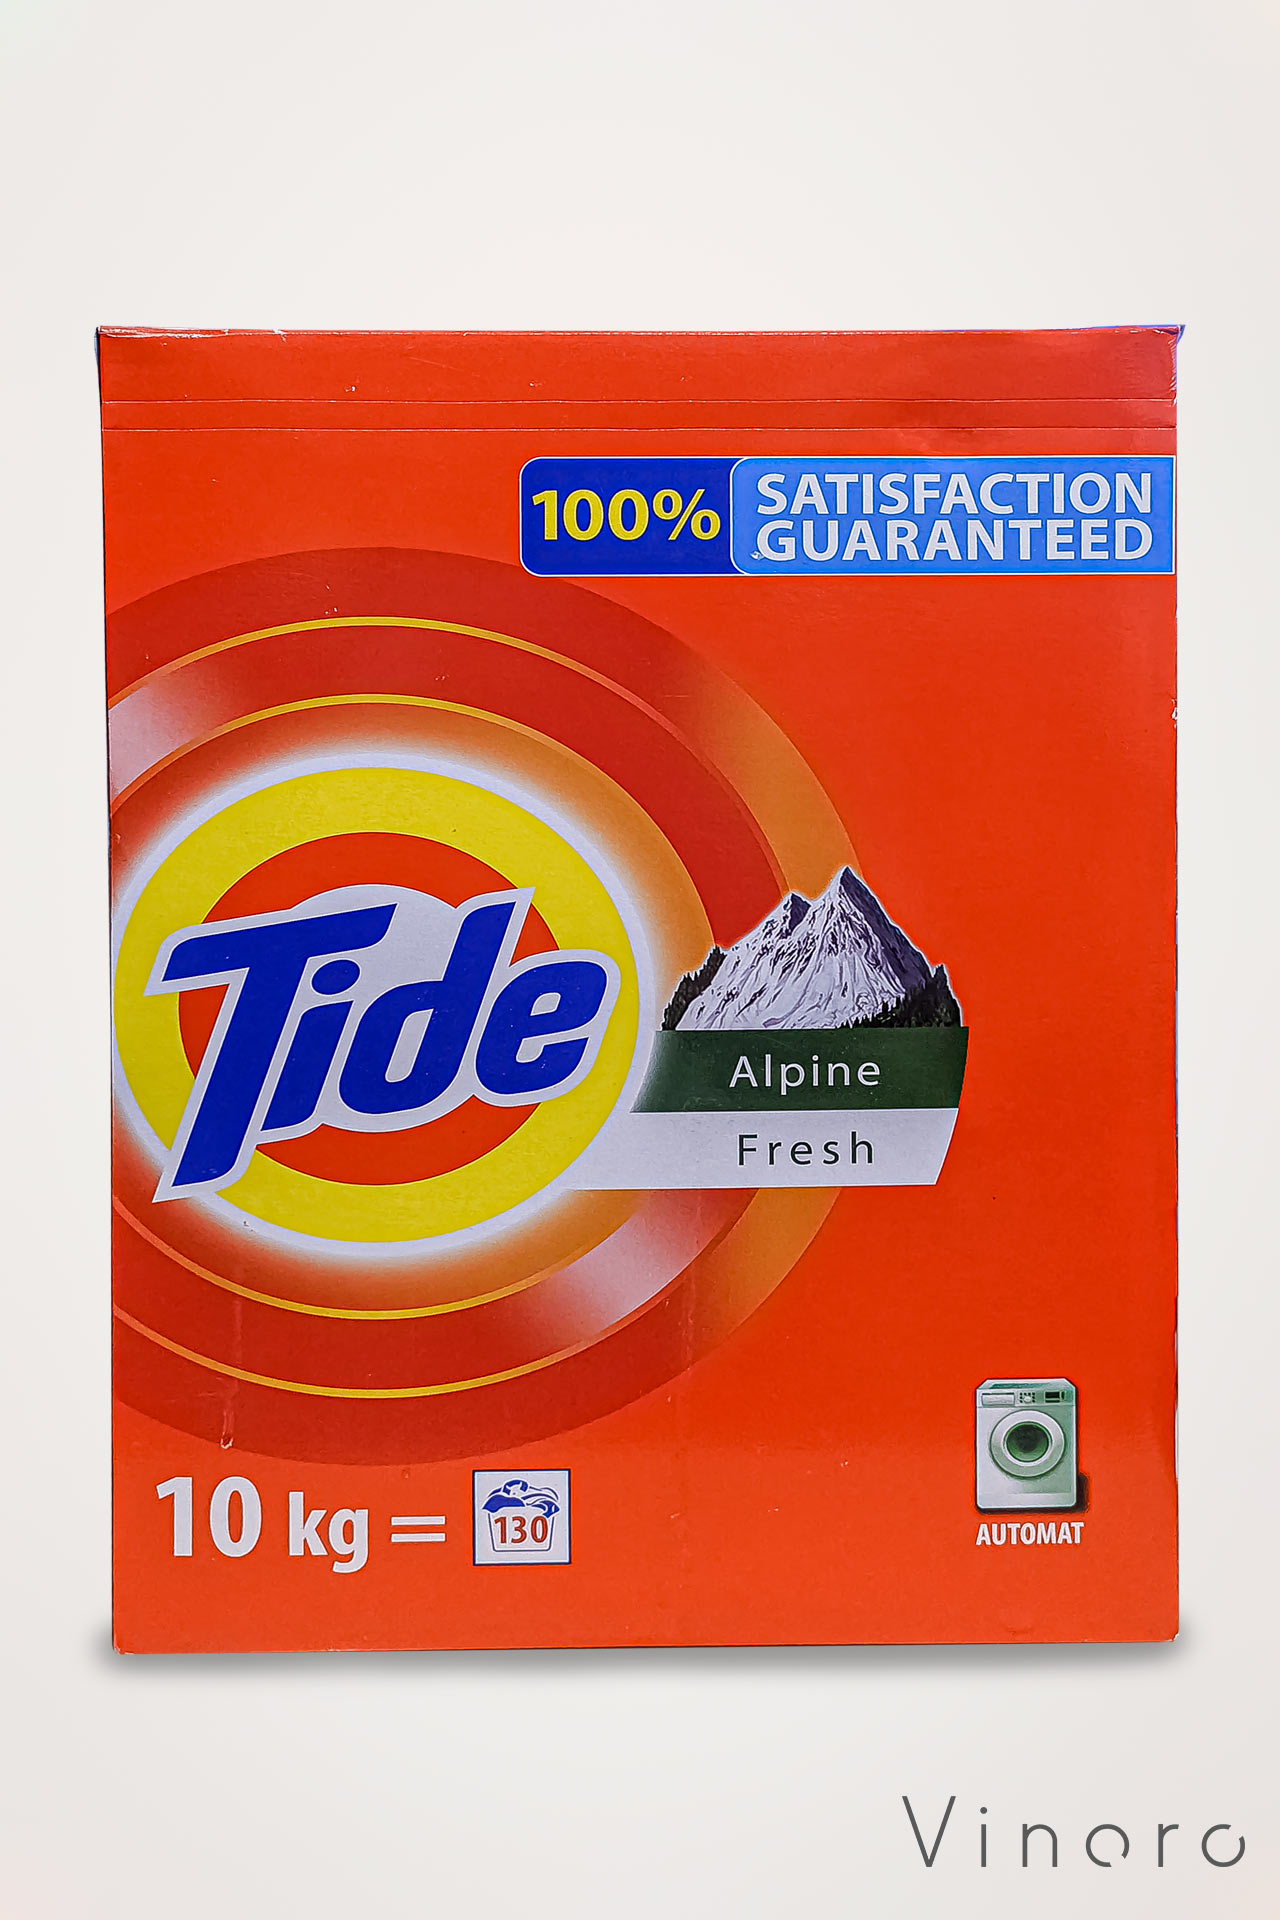 100%
SATISFACTION
GUARANTEED
Tide
Alpine
Fresh
10 kg =
130
AUTOMAT
Vinoro